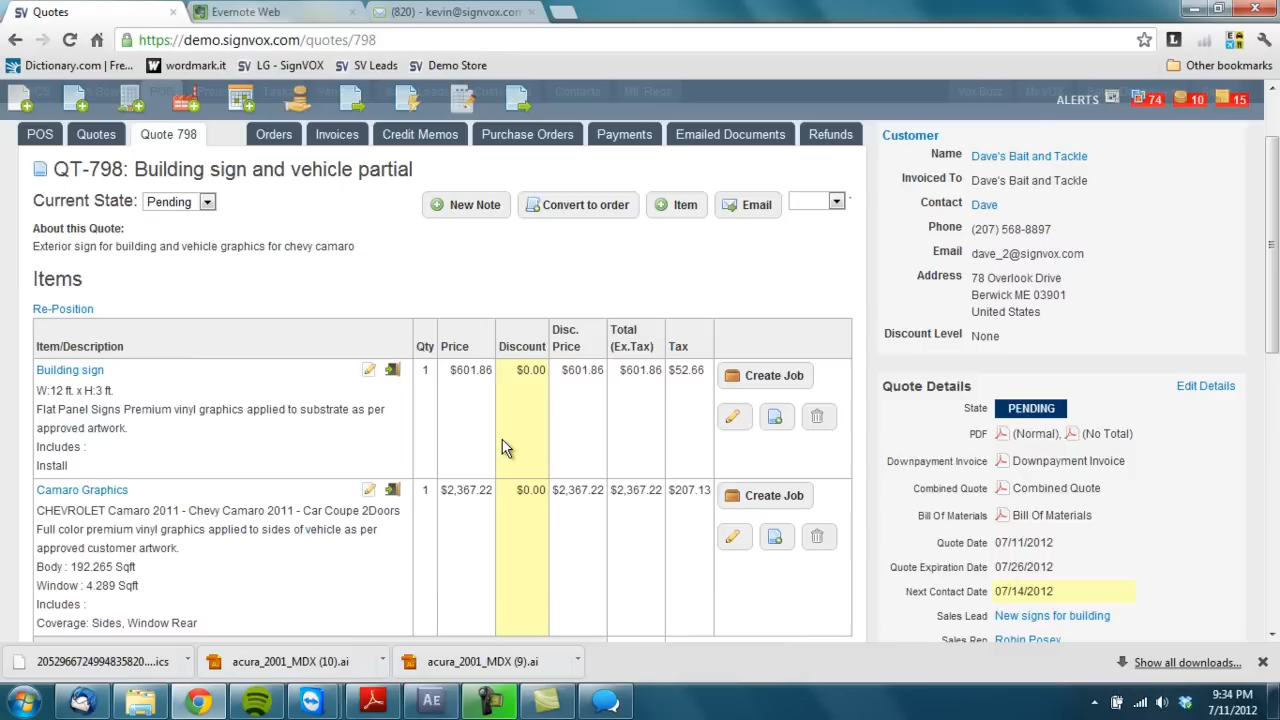 SV Quotes
Evernote Web
(820) - kevin@signvox.com
https://demo.signvox.com/quotes/798
Dictionary.com | Fre...
W wordmark.it
SV LG - SignVOX
SV SV Leads
SV Demo Store
Other bookmarks
ALERTS 74 10 15
POS
Quotes
Quote 798
Orders
Invoices
Credit Memos
Purchase Orders
Payments
Emailed Documents
Refunds
QT-798: Building sign and vehicle partial
Current State: Pending
New Note
Convert to order
Item
Email
About this Quote:
Exterior sign for building and vehicle graphics for chevy camaro
Items
Re-Position
Item/Description Qty Price Discount Disc. Price Total (Ex.Tax) Tax
Building sign 1 $601.86 $0.00 $601.86 $601.86 $52.66 Create Job
W:12 ft. x H:3 ft.
Flat Panel Signs Premium vinyl graphics applied to substrate as per
approved artwork.
Includes :
Install
Camaro Graphics 1 $2,367.22 $0.00 $2,367.22 $2,367.22 $207.13 Create Job
CHEVROLET Camaro 2011 - Chevy Camaro 2011 - Car Coupe 2Doors
Full color premium vinyl graphics applied to sides of vehicle as per
approved customer artwork.
Body : 192.265 Sqft
Window : 4.289 Sqft
Includes :
Coverage: Sides, Window Rear
Customer
Name Dave's Bait and Tackle
Invoiced To Dave's Bait and Tackle
Contact Dave
Phone (207) 568-8897
Email dave_2@signvox.com
Address 78 Overlook Drive
Berwick ME 03901
United States
Discount Level None
Quote Details Edit Details
State PENDING
PDF (Normal), (No Total)
Downpayment Invoice Downpayment Invoice
Combined Quote Combined Quote
Bill Of Materials Bill Of Materials
Quote Date 07/11/2012
Quote Expiration Date 07/26/2012
Next Contact Date 07/14/2012
Sales Lead New signs for building
Sales Rep Robin Posey
2052966724994835820....ics
acura_2001_MDX (10).ai
acura_2001_MDX (9).ai
Show all downloads...
9:34 PM
7/11/2012